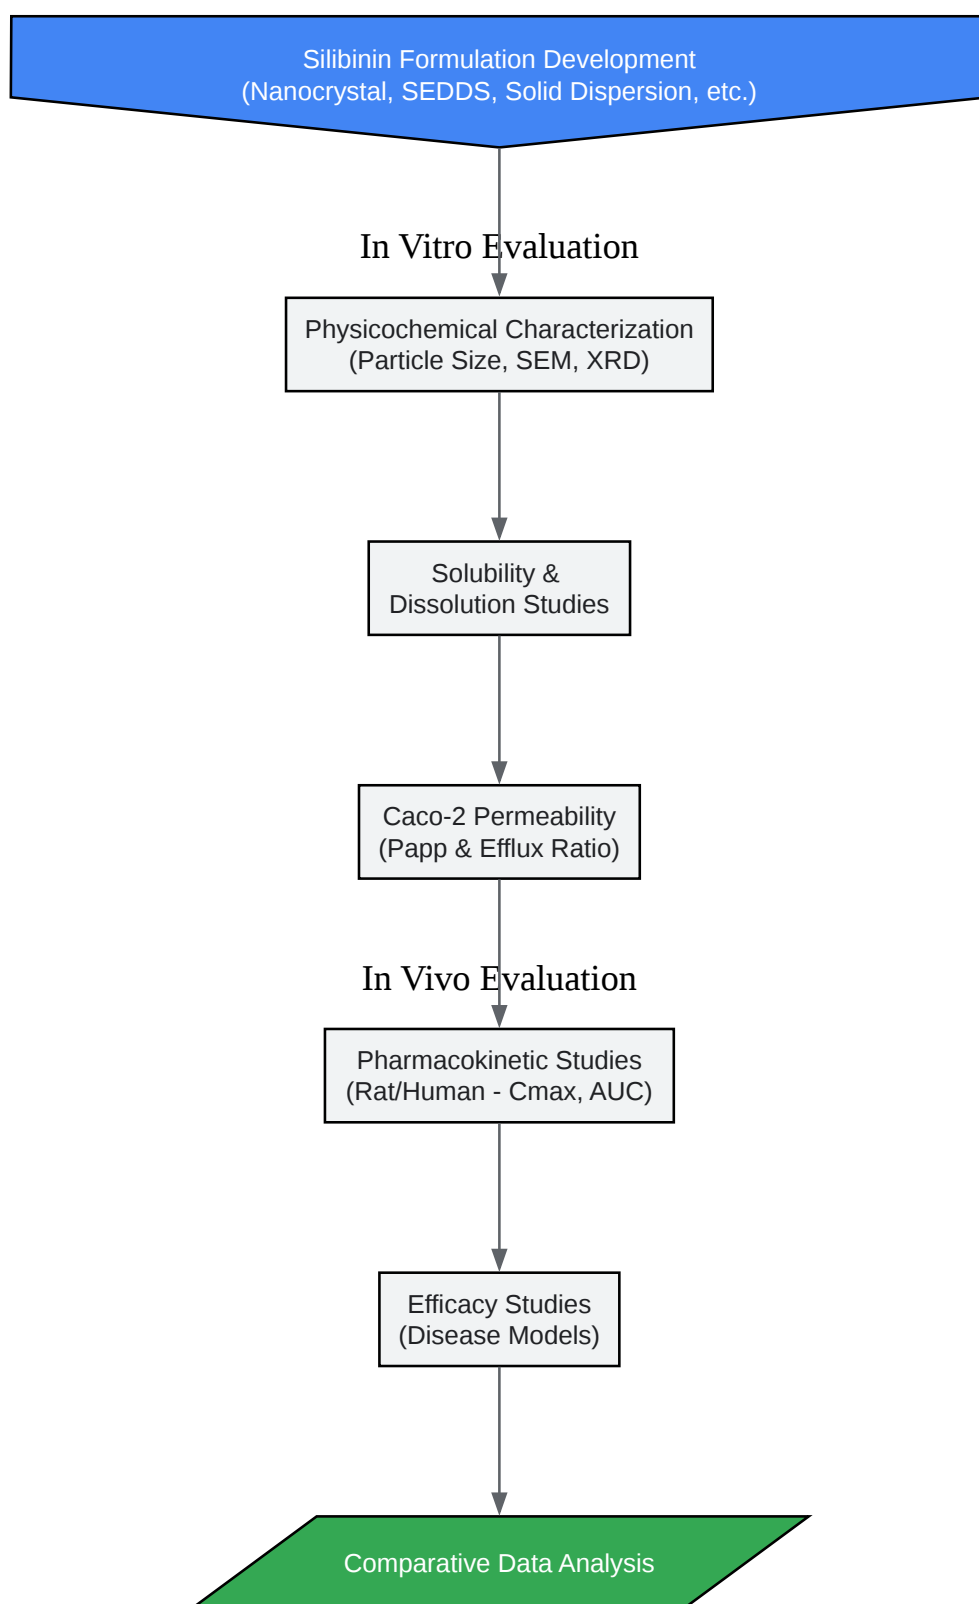 Silibinin Formulation Development
(Nanocrystal, SEDDS, Solid Dispersion, etc.)
In Vitro Evaluation
Physicochemical Characterization
(Particle Size, SEM, XRD)
Solubility &
Dissolution Studies
Caco-2 Permeability
(Papp & Efflux Ratio)
In Vivo Evaluation
Pharmacokinetic Studies
(Rat/Human - Cmax, AUC)
Efficacy Studies
(Disease Models)
Comparative Data Analysis